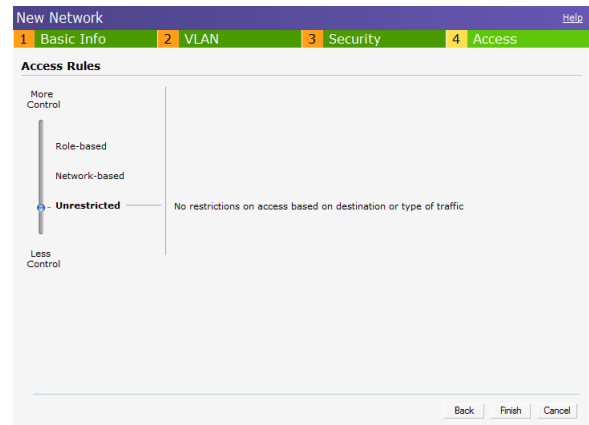 New Network Help
1 Basic Info 2 VLAN 3 Security 4 Access
Access Rules
More
Control
Role-based
Network-based
Unrestricted No restrictions on access based on destination or type of traffic
Less
Control
Back Finish Cancel